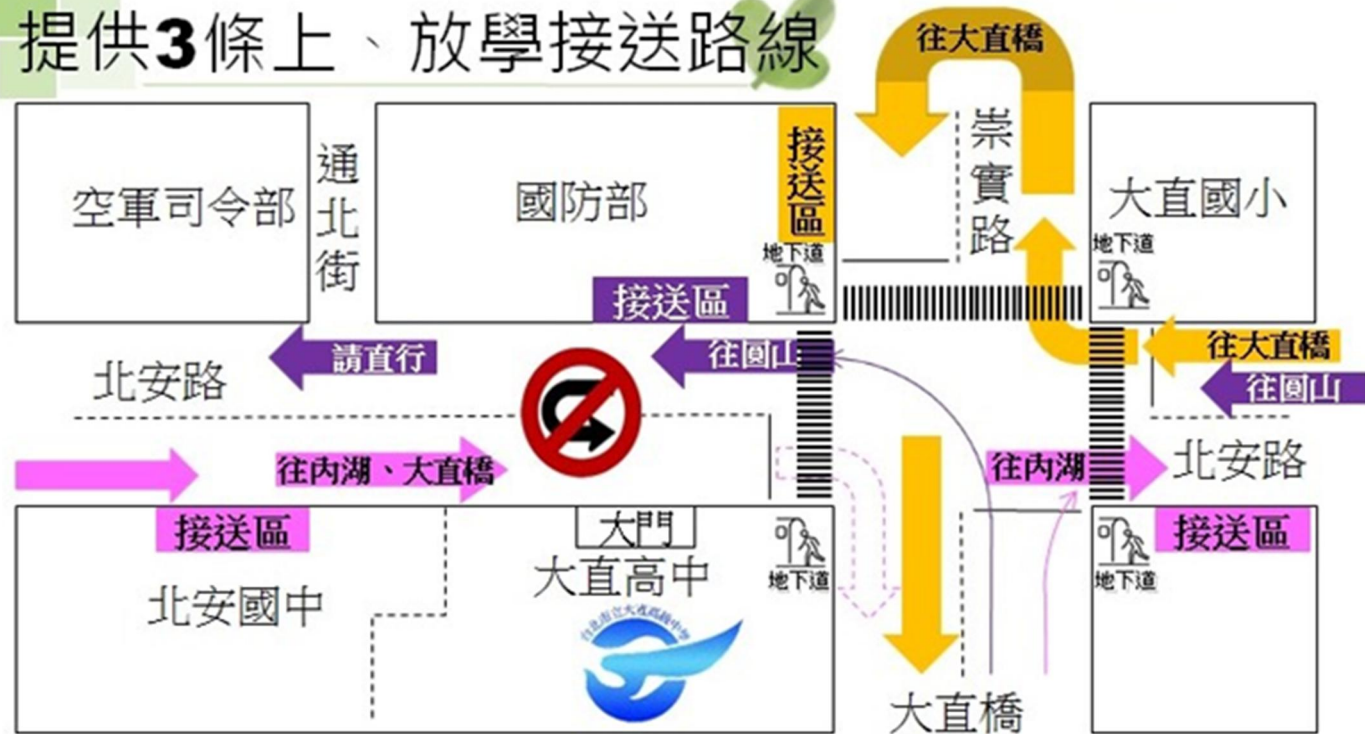 提供3條上、放學接送路線
往大直橋
空軍司令部
通北街
國防部
接送區
崇實路
大直國小
地下道
地下道
接送區
北安路
請直行
往圓山
往大直橋
往圓山
往內湖、大直橋
往內湖
北安路
接送區
大門
大直高中
北安國中
地下道
地下道
接送區
大直橋